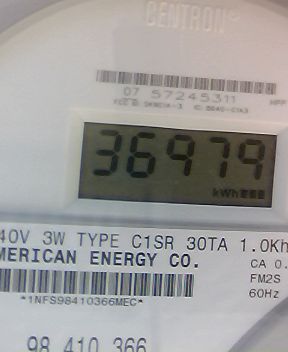 CENTRON®
07 57245311
36979
kWh
40V 3W TYPE C1SR 30TA 1.0Kh
MERICAN ENERGY CO.
CA 0.
FM2S
60Hz
*1NFS98410366MEC*
98 410 366